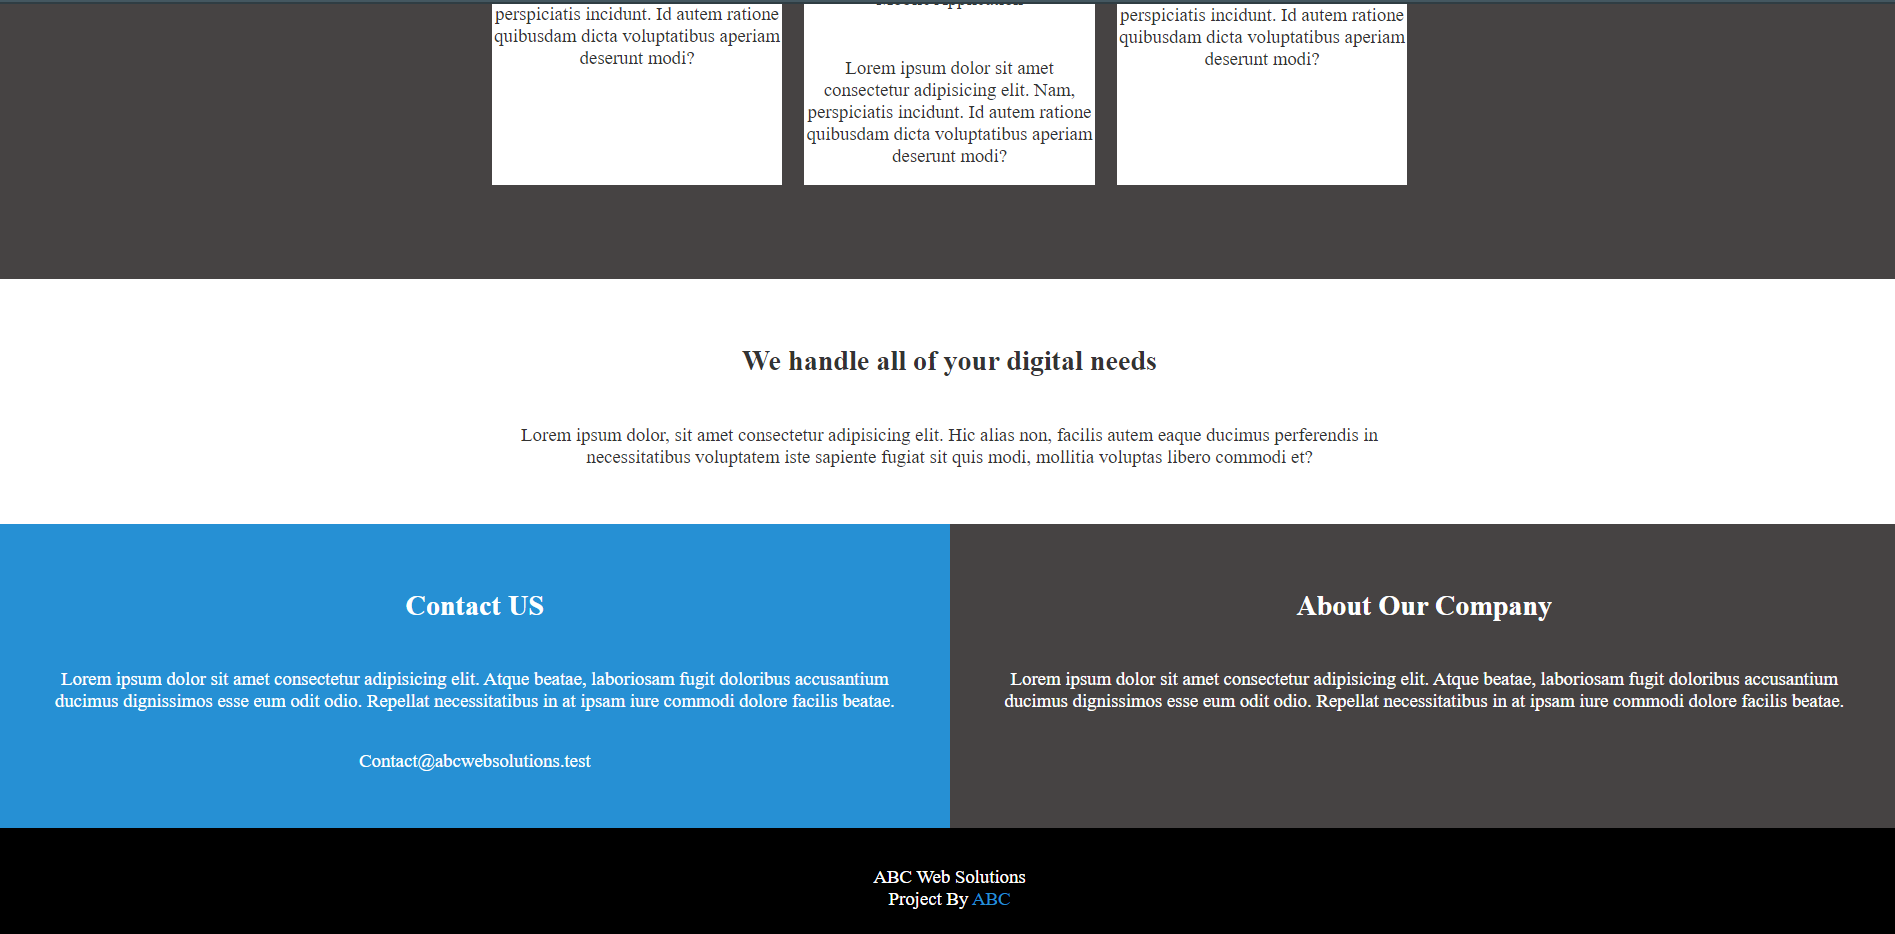 perspiciatis incidunt. Id autem ratione
quibusdam dicta voluptatibus aperiam
deserunt modi?
Lorem ipsum dolor sit amet
consectetur adipisicing elit. Nam,
perspiciatis incidunt. Id autem ratione
quibusdam dicta voluptatibus aperiam
deserunt modi?
perspiciatis incidunt. Id autem ratione
quibusdam dicta voluptatibus aperiam
deserunt modi?
We handle all of your digital needs
Lorem ipsum dolor, sit amet consectetur adipisicing elit. Hic alias non, facilis autem eaque ducimus perferendis in
necessitatibus voluptatem iste sapiente fugiat sit quis modi, mollitia voluptas libero commodi et?
Contact US
Lorem ipsum dolor sit amet consectetur adipisicing elit. Atque beatae, laboriosam fugit doloribus accusantium
ducimus dignissimos esse eum odit odio. Repellat necessitatibus in at ipsam iure commodi dolore facilis beatae.
Contact@abcwebsolutions.test
About Our Company
Lorem ipsum dolor sit amet consectetur adipisicing elit. Atque beatae, laboriosam fugit doloribus accusantium
ducimus dignissimos esse eum odit odio. Repellat necessitatibus in at ipsam iure commodi dolore facilis beatae.
ABC Web Solutions
Project By ABC